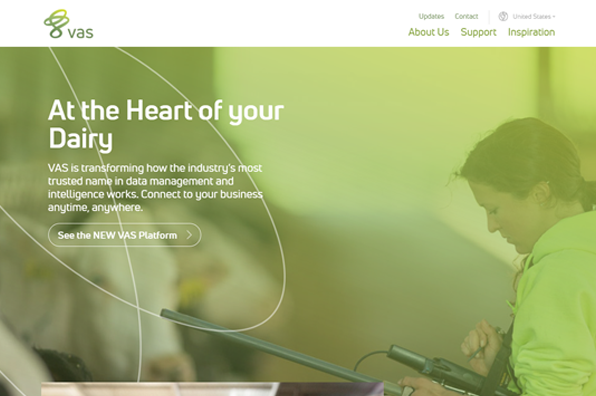 vas
Updates Contact United States
About Us Support Inspiration
At the Heart of your
Dairy
VAS is transforming how the industry's most
trusted name in data management and
intelligence works. Connect to your business
anytime, anywhere.
See the NEW VAS Platform